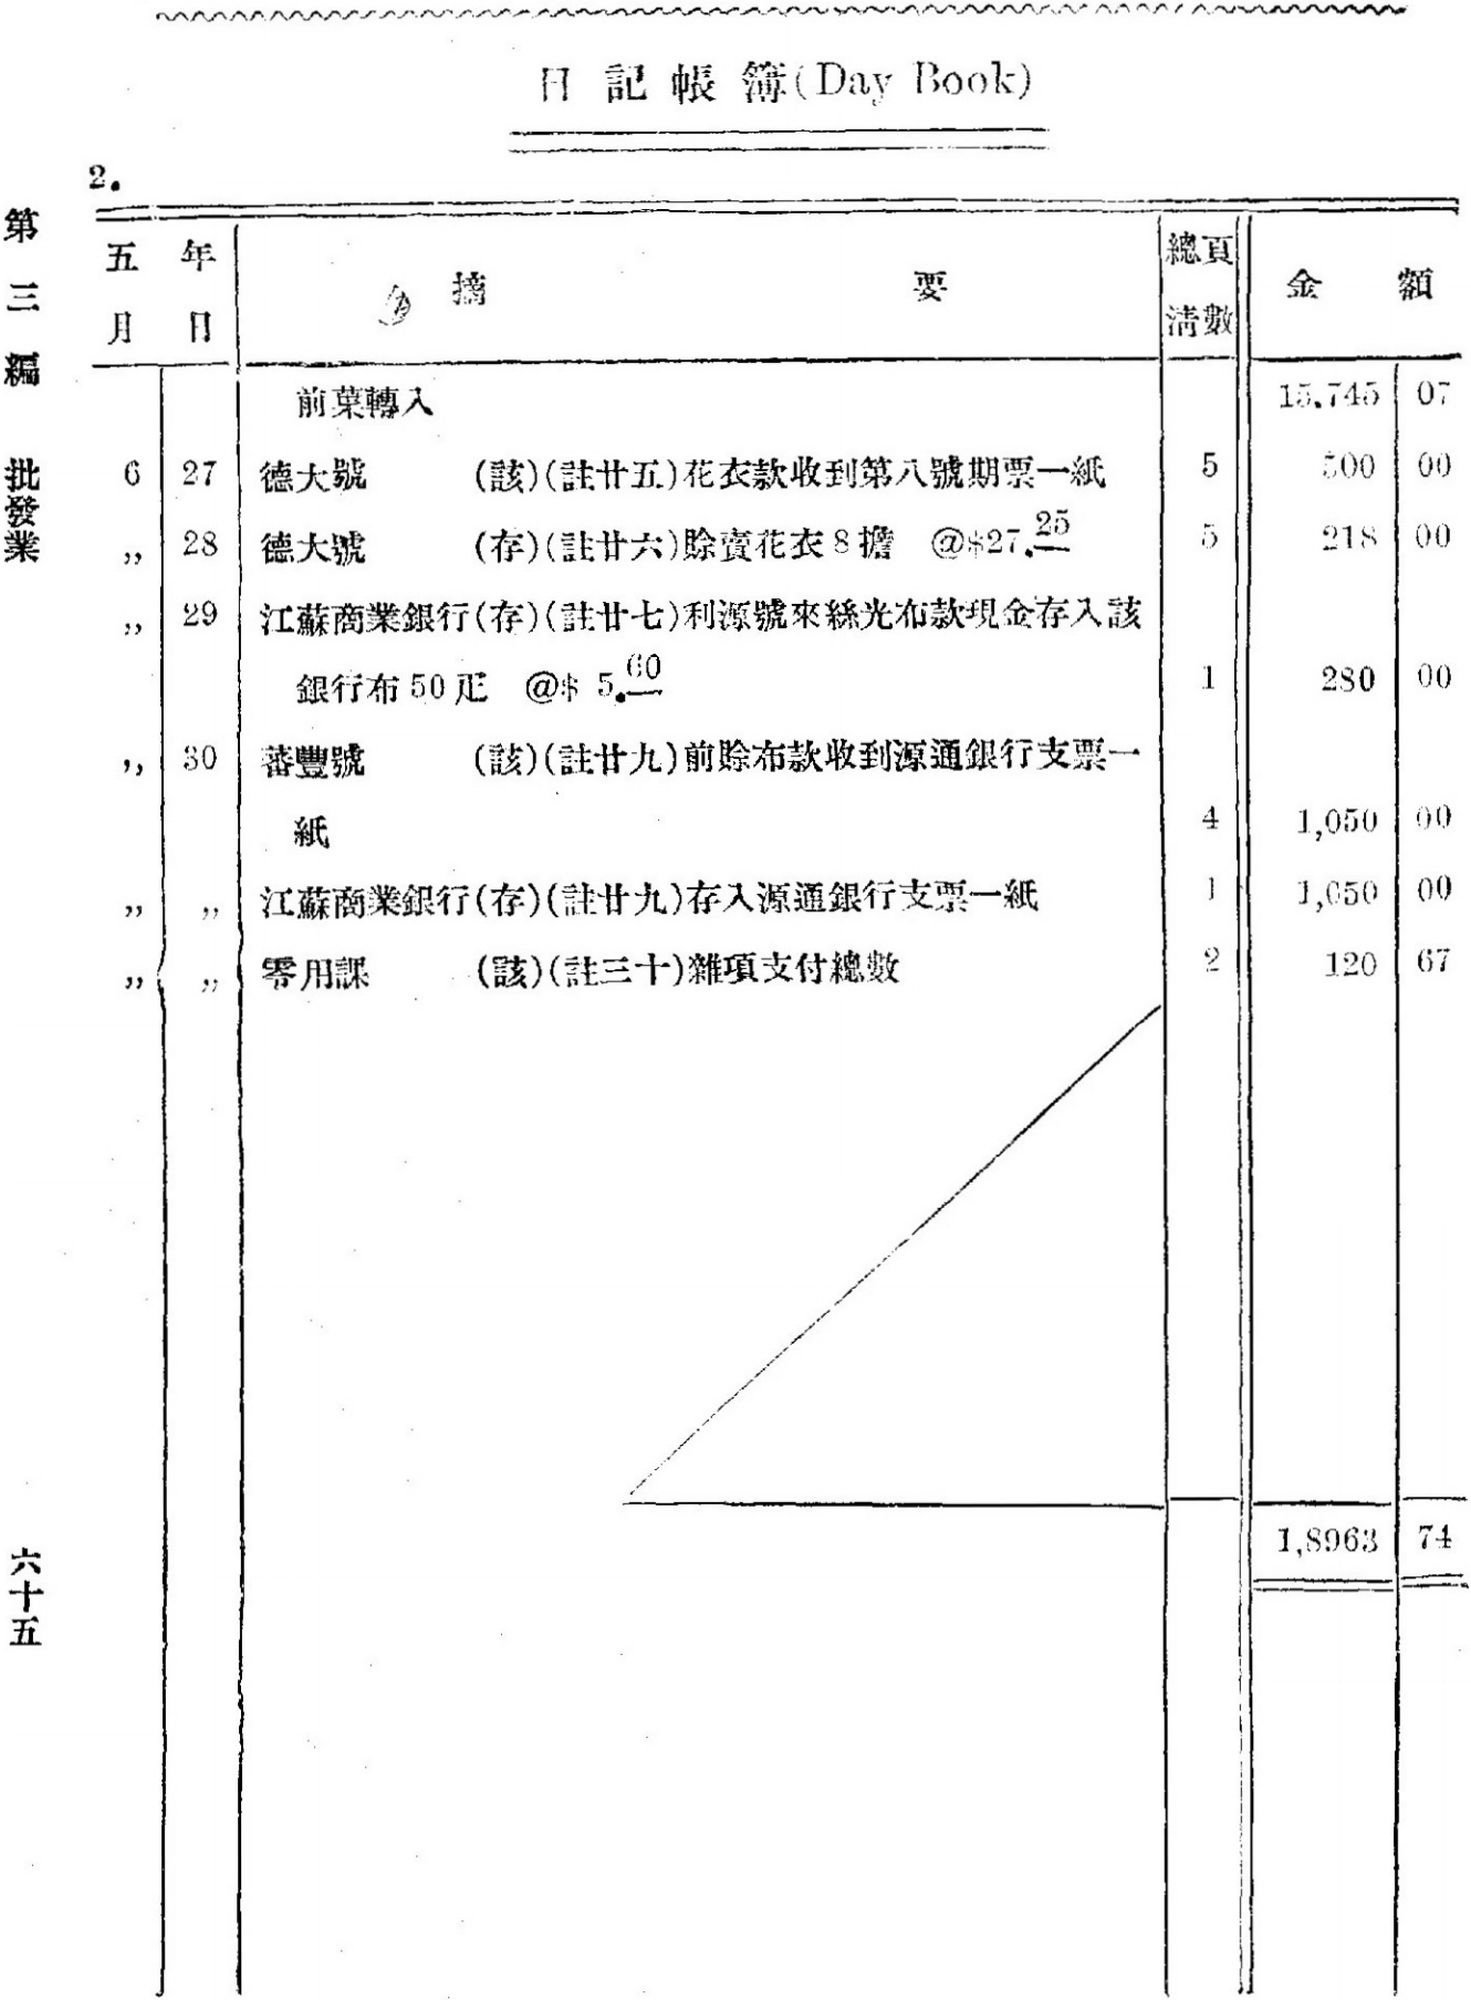 日記帳簿(Day Book)
2.
五年 摘要 總頁 金額
月日 清數
前葉轉入 15.745 07
6 27 德大號 (該)(註廿五)花衣款收到第八號期票一紙 5 500 00
,, 28 德大號 (存)(註廿六)賒賣花衣8擔 @$27.25 5 218 00
,, 29 江蘇商業銀行(存)(註廿七)利源號來絲光布款現金存入該
銀行布50疋 @$ 5.60 1 280 00
,, 30 蕃豐號 (該)(註廿九)前賒布款收到源通銀行支票一
紙 4 1,050 00
,, ,, 江蘇商業銀行(存)(註廿九)存入源通銀行支票一紙 1 1,050 00
,, ,, 零用課 (該)(註三十)雜項支付總數 2 120 67
1,8963 74
第三編 批發業
六十五